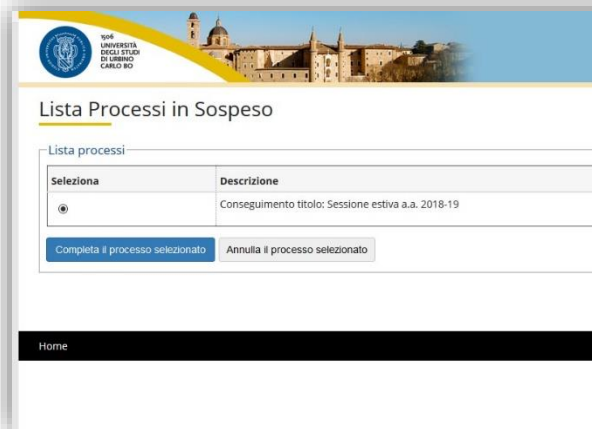 1506
UNIVERSITÀ
DEGLI STUDI
DI URBINO
CARLO BO
Lista Processi in Sospeso
Lista processi
Seleziona Descrizione
Conseguimento titolo: Sessione estiva a.a. 2018-19
Completa il processo selezionato Annulla il processo selezionato
Home